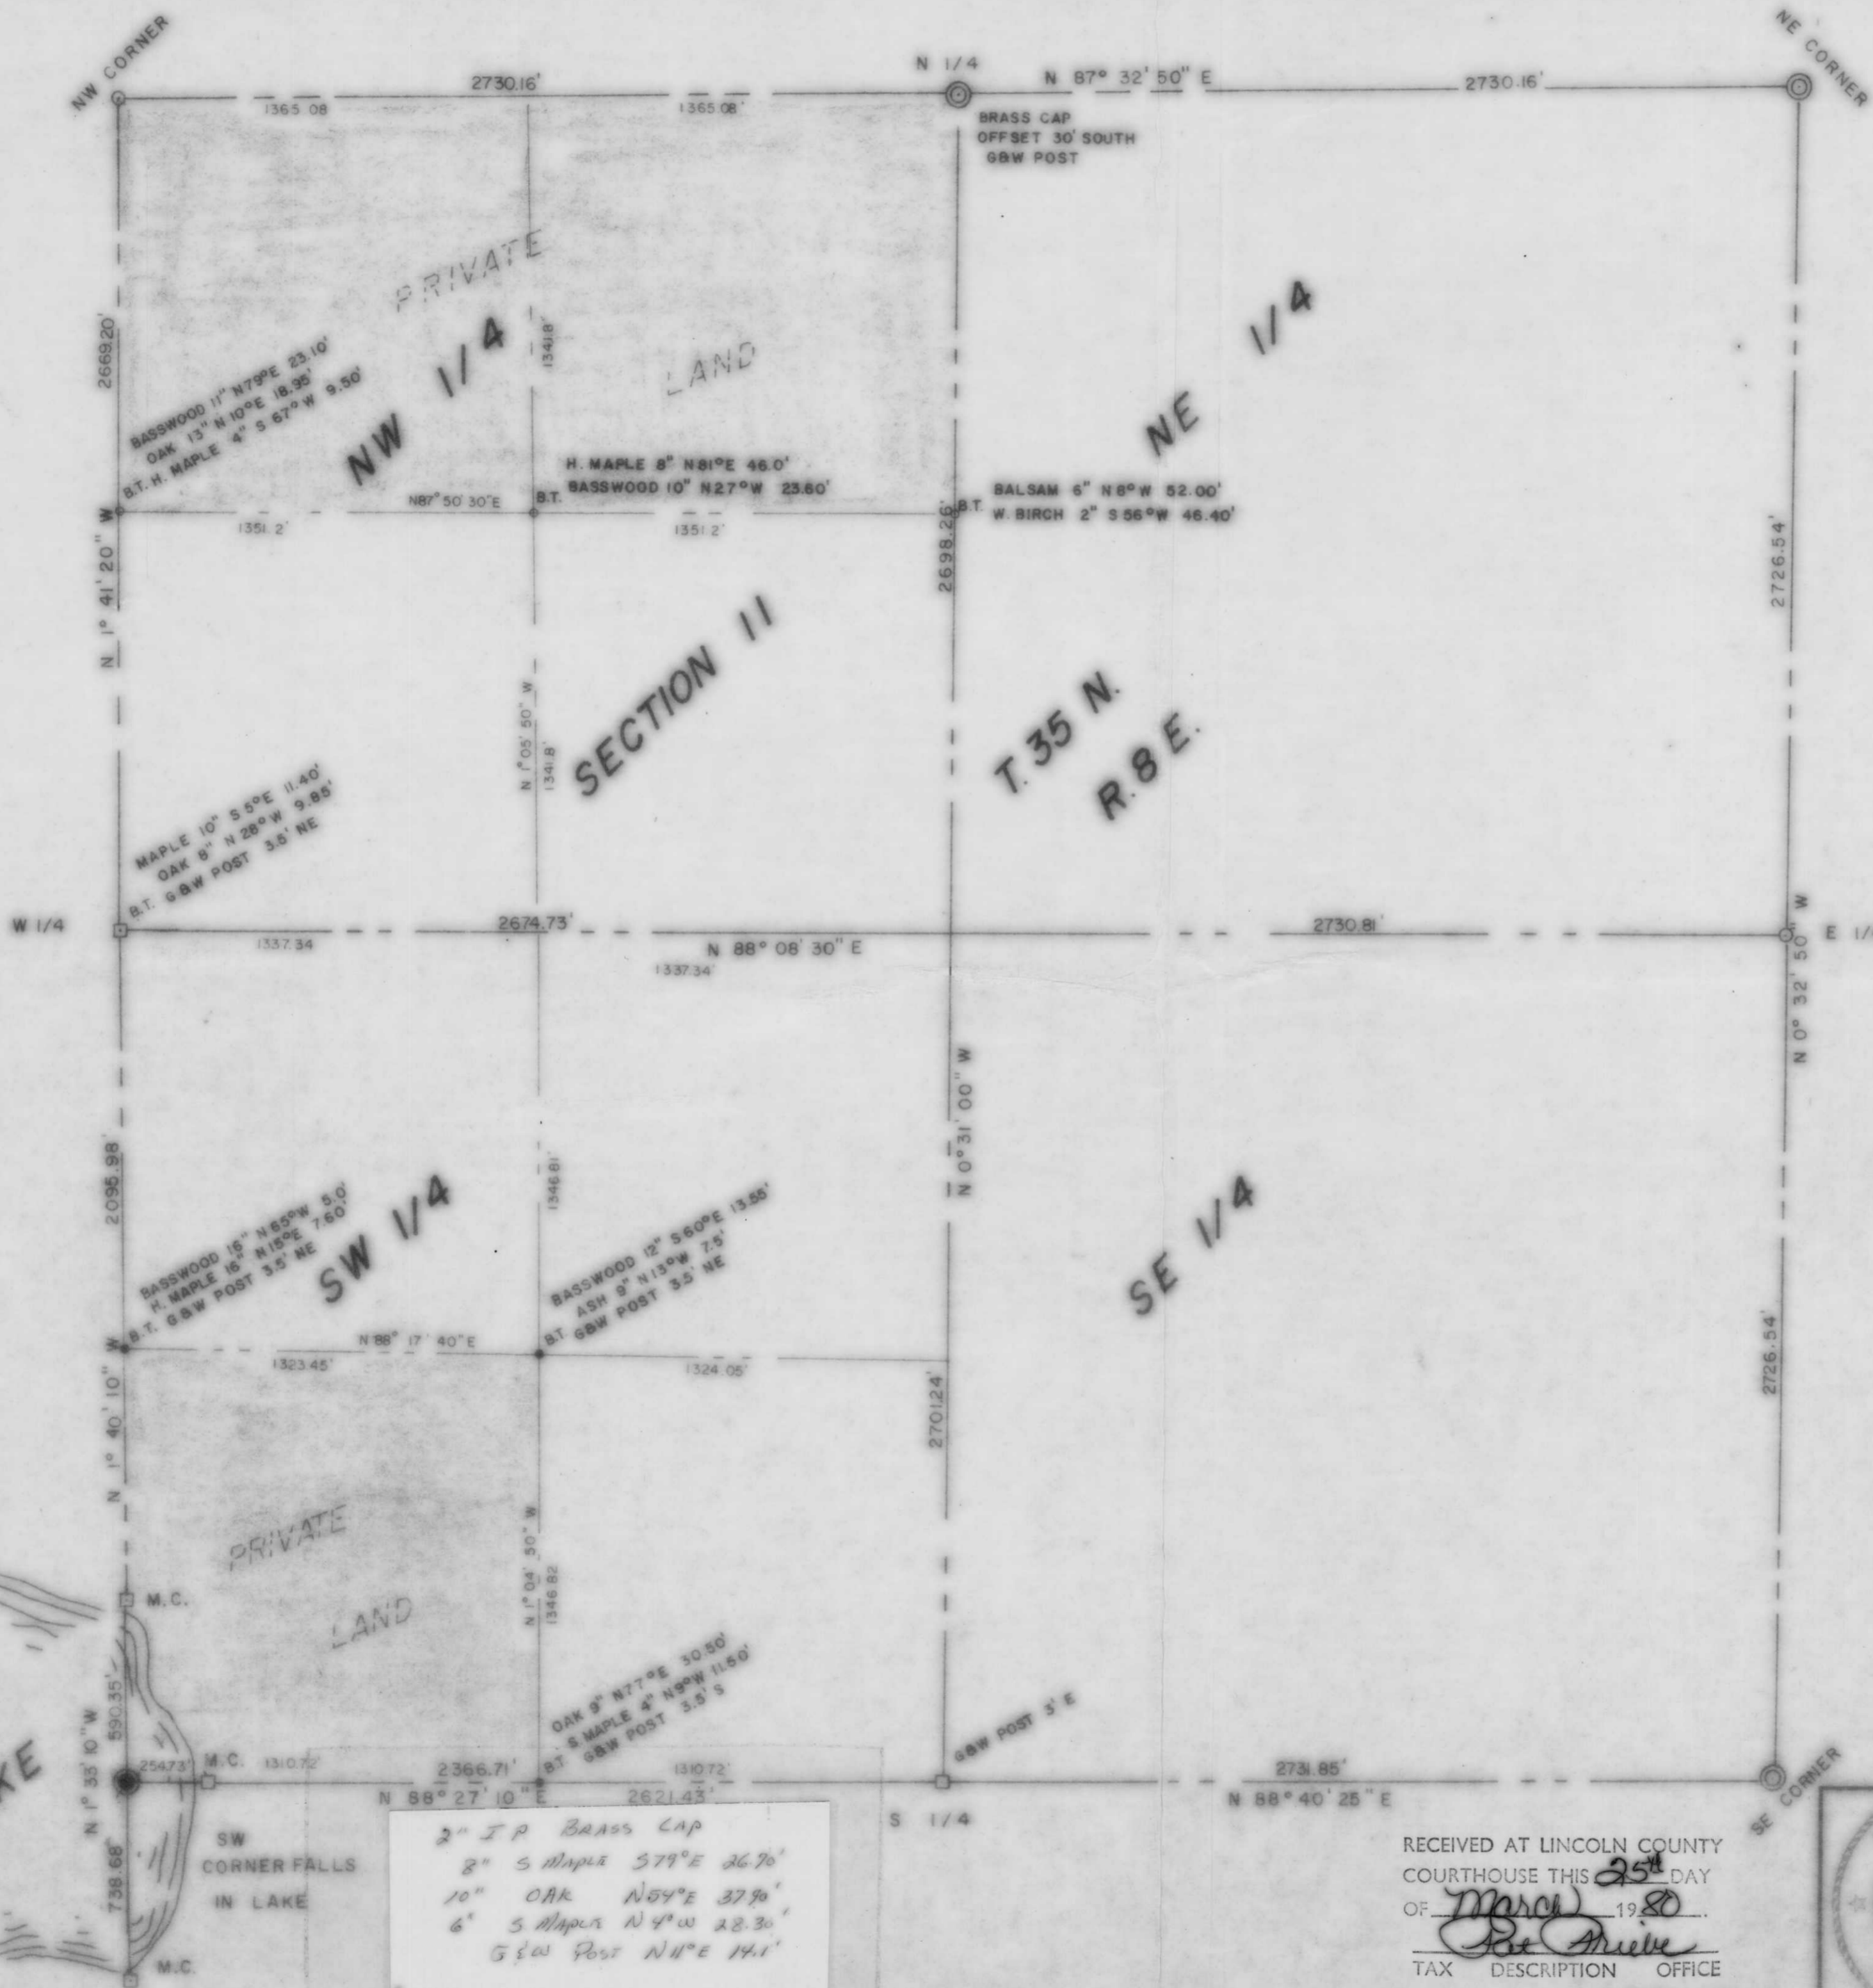 NW CORNER
2730.16'
N 1/4
N 87° 32' 50" E
2730.16'
NE CORNER
1365.08
1365.08'
BRASS CAP
OFFSET 30' SOUTH
G&W POST
PRIVATE
LAND
NW 1/4
NE 1/4
2669.20'
1341.8'
BASSWOOD 11" N79°E 23.10'
OAK 13" N 10°E 18.95'
B.T. H. MAPLE 4" S 67° W 9.50'
H. MAPLE 8" N81°E 46.0'
B.T. BASSWOOD 10" N27°W 23.60'
BALSAM 6" N8°W 52.00'
B.T. W. BIRCH 2" S56°W 46.40'
N87° 50' 30"E
1351.2'
1351.2'
N 1° 41' 20" W
2698.26'
2726.54'
SECTION 11
T. 35 N.
R. 8 E.
N 1° 05' 50" W
1341.8'
MAPLE 10" S 5°E 11.40'
OAK 8" N 28° W 9.85'
B.T. G&W POST 3.5' NE
W 1/4
2674.73'
2730.81'
E 1/
1337.34
N 88° 08' 30" E
1337.34'
N 0° 32' 50" W
N 0° 31' 00" W
2095.98'
1346.81'
BASSWOOD 16" N65°W 5.0'
H. MAPLE 16" N15°E 7.60'
B.T. G&W POST 3.5' NE
SW 1/4
BASSWOOD 12" S60°E 13.55'
ASH 9" N13°W 7.5'
B.T. G&W POST 3.5' NE
SE 1/4
N 88° 17' 40" E
1323.45'
1324.05'
N 1° 40' 10" W
2701.24'
2726.54'
PRIVATE
LAND
N 1° 04' 50" W
1346.82
M.C.
590.35'
N 1° 33' 10" W
OAK 9" N77°E 30.50'
S. MAPLE 4" N9°W 11.50'
B.T. G&W POST 3.5' S
G&W POST 3' E
KE
254.73'
M.C.
1310.72'
2366.71'
1310.72'
2731.85'
N 88° 27' 10" E
2621.43'
N 88° 40' 25" E
S 1/4
SE CORNER
738.68'
SW
CORNER FALLS
IN LAKE
M.C.
2" I P BRASS CAP
8" S MAPLE S79°E 26.70'
10" OAK N54°E 37.90'
6" S MAPLE N 4° W 28.30'
G & W POST N 11° E 14.1'
RECEIVED AT LINCOLN COUNTY
COURTHOUSE THIS 25th DAY
OF March 1980.
TAX DESCRIPTION OFFICE